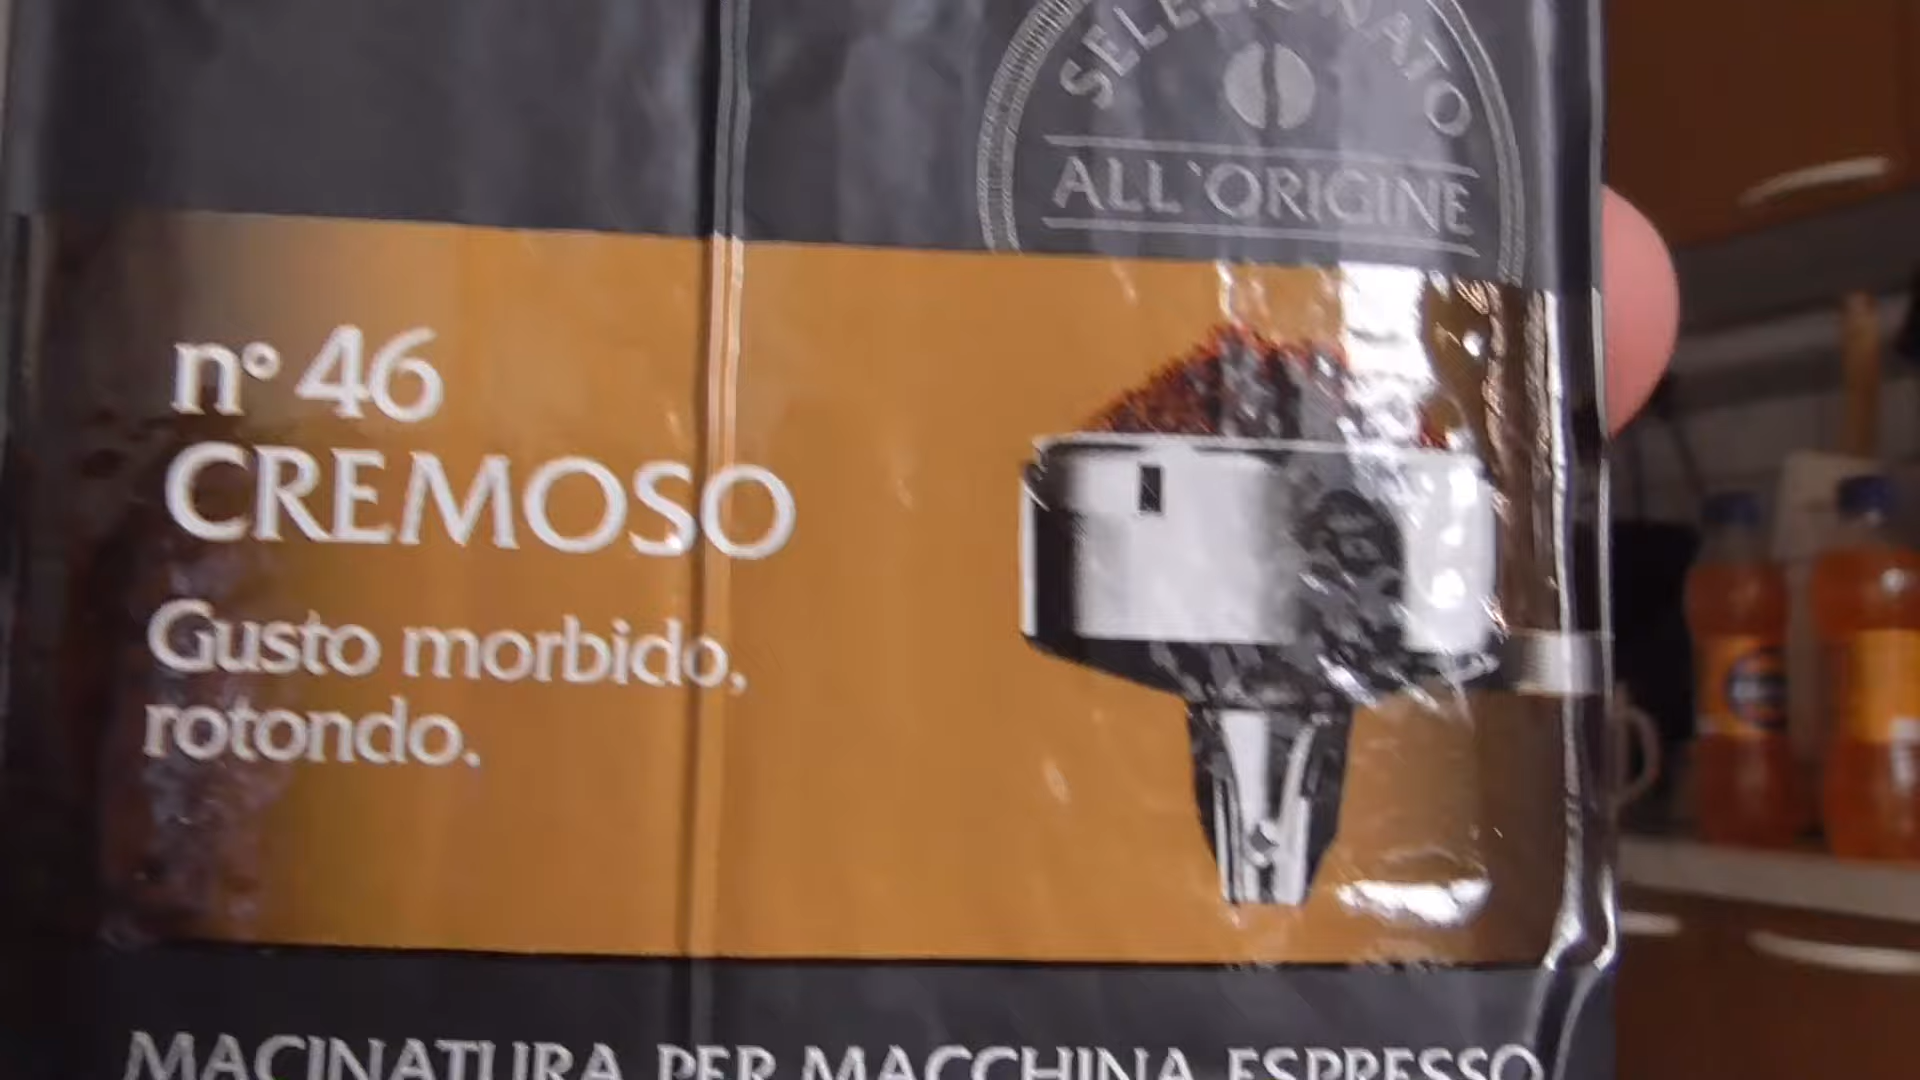 SELEZIONATO
ALL'ORIGINE
n° 46
CREMOSO
Gusto morbido,
rotondo.
MACINATURA PER MACCHINA ESPRESSO